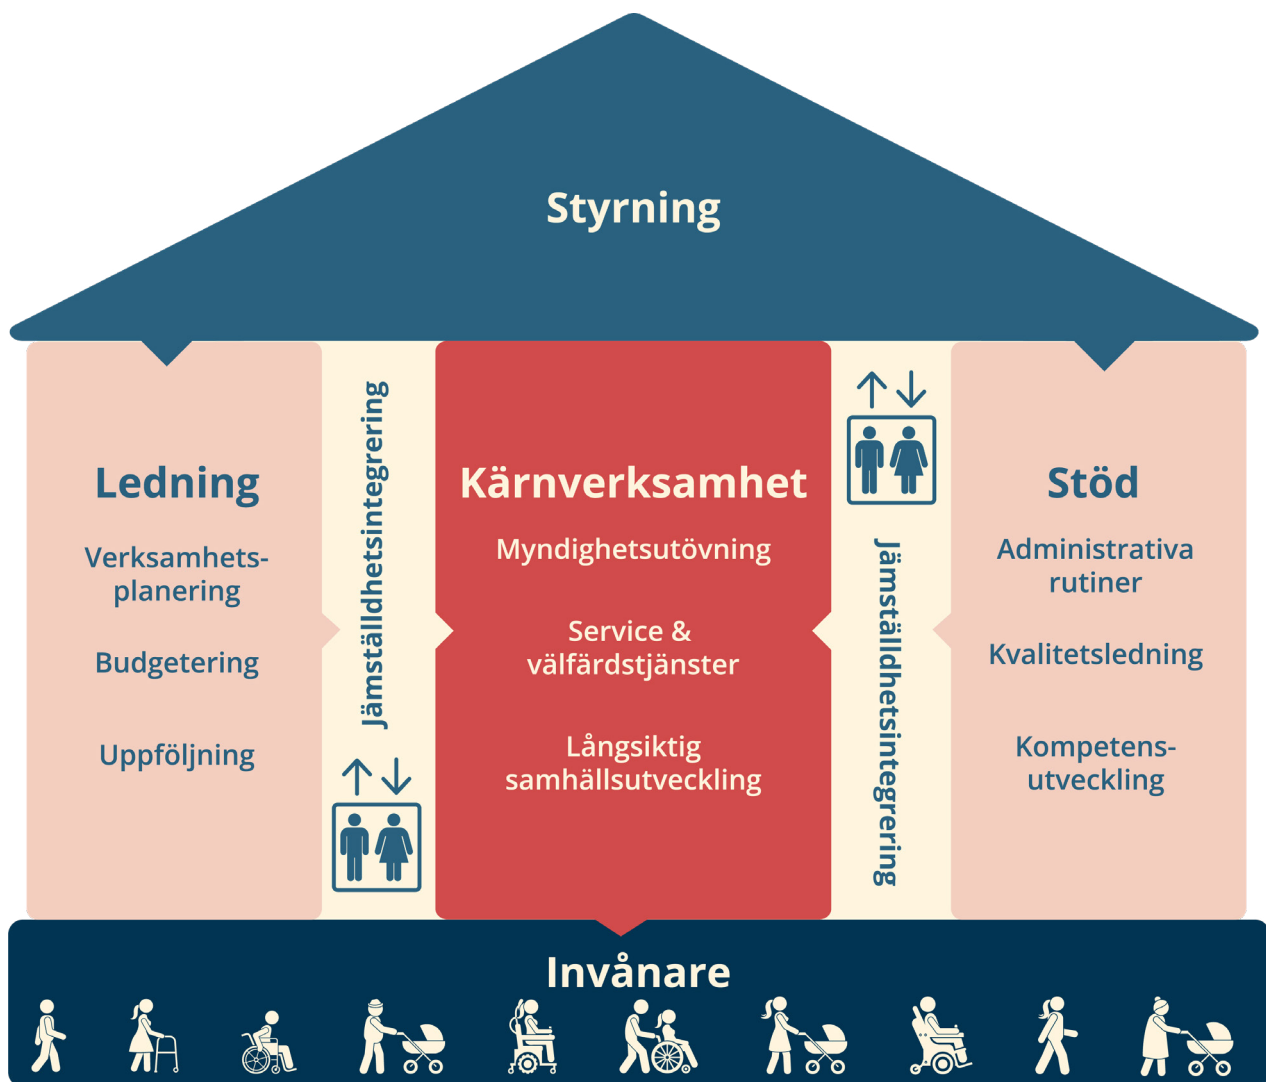 Styrning
Ledning
Verksamhets-
planering
Budgetering
Uppföljning
Jämställdhetsintegrering
Kärnverksamhet
Myndighetsutövning
Service &
välfärdstjänster
Långsiktig
samhällsutveckling
Jämställdhetsintegrering
Stöd
Administrativa
rutiner
Kvalitetsledning
Kompetens-
utveckling
Invånare